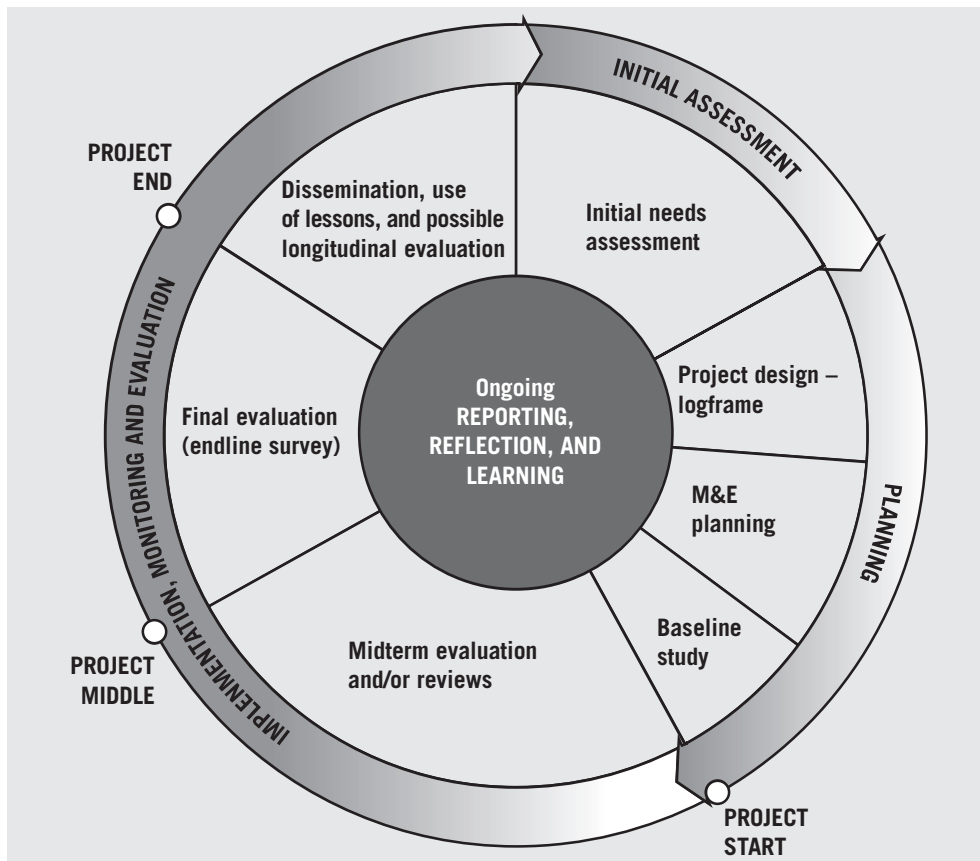 INITIAL ASSESSMENT
PLANNING
IMPLENMENTATION, MONITORING AND EVALUATION
PROJECT
END
PROJECT
MIDDLE
PROJECT
START
Dissemination, use
of lessons, and possible
longitudinal evaluation
Initial needs
assessment
Project design –
logframe
M&E
planning
Baseline
study
Midterm evaluation
and/or reviews
Final evaluation
(endline survey)
Ongoing
REPORTING,
REFLECTION, AND
LEARNING